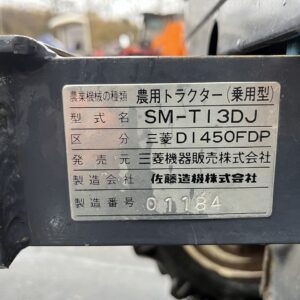 農業機械の種類 農用トラクター(乗用型)
型式名 SM-T13DJ
区分 三菱D1450FDP
発売元 三菱機器販売株式会社
製造会社 佐藤造機株式会社
製造番号 01184